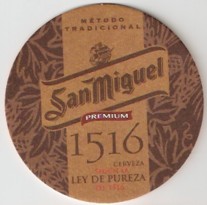 MÉTODO
TRADICIONAL
San Miguel
PREMIUM
1516
CERVEZA
LEY DE PUREZA